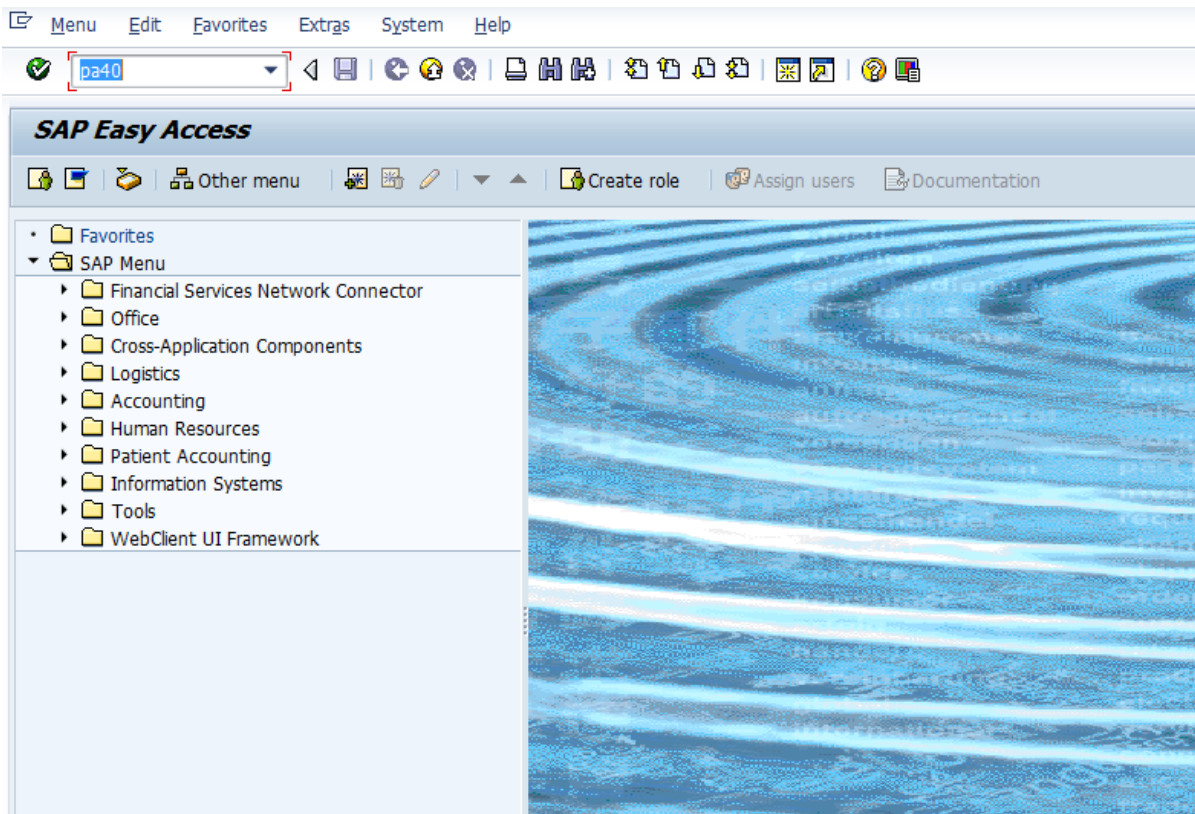 Menu Edit Favorites Extras System Help
pa40
SAP Easy Access
Other menu Create role Assign users Documentation
Favorites
SAP Menu
Financial Services Network Connector
Office
Cross-Application Components
Logistics
Accounting
Human Resources
Patient Accounting
Information Systems
Tools
WebClient UI Framework